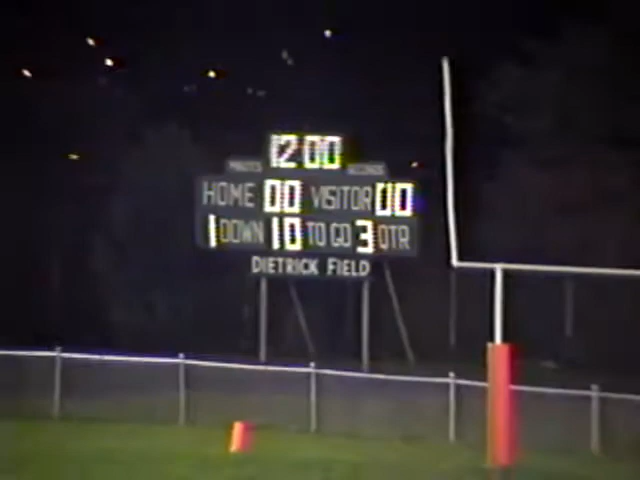 12 00
MINUTES SECONDS
HOME 00 VISITOR 00
1 DOWN 10 TO GO 3 QTR
DIETRICK FIELD